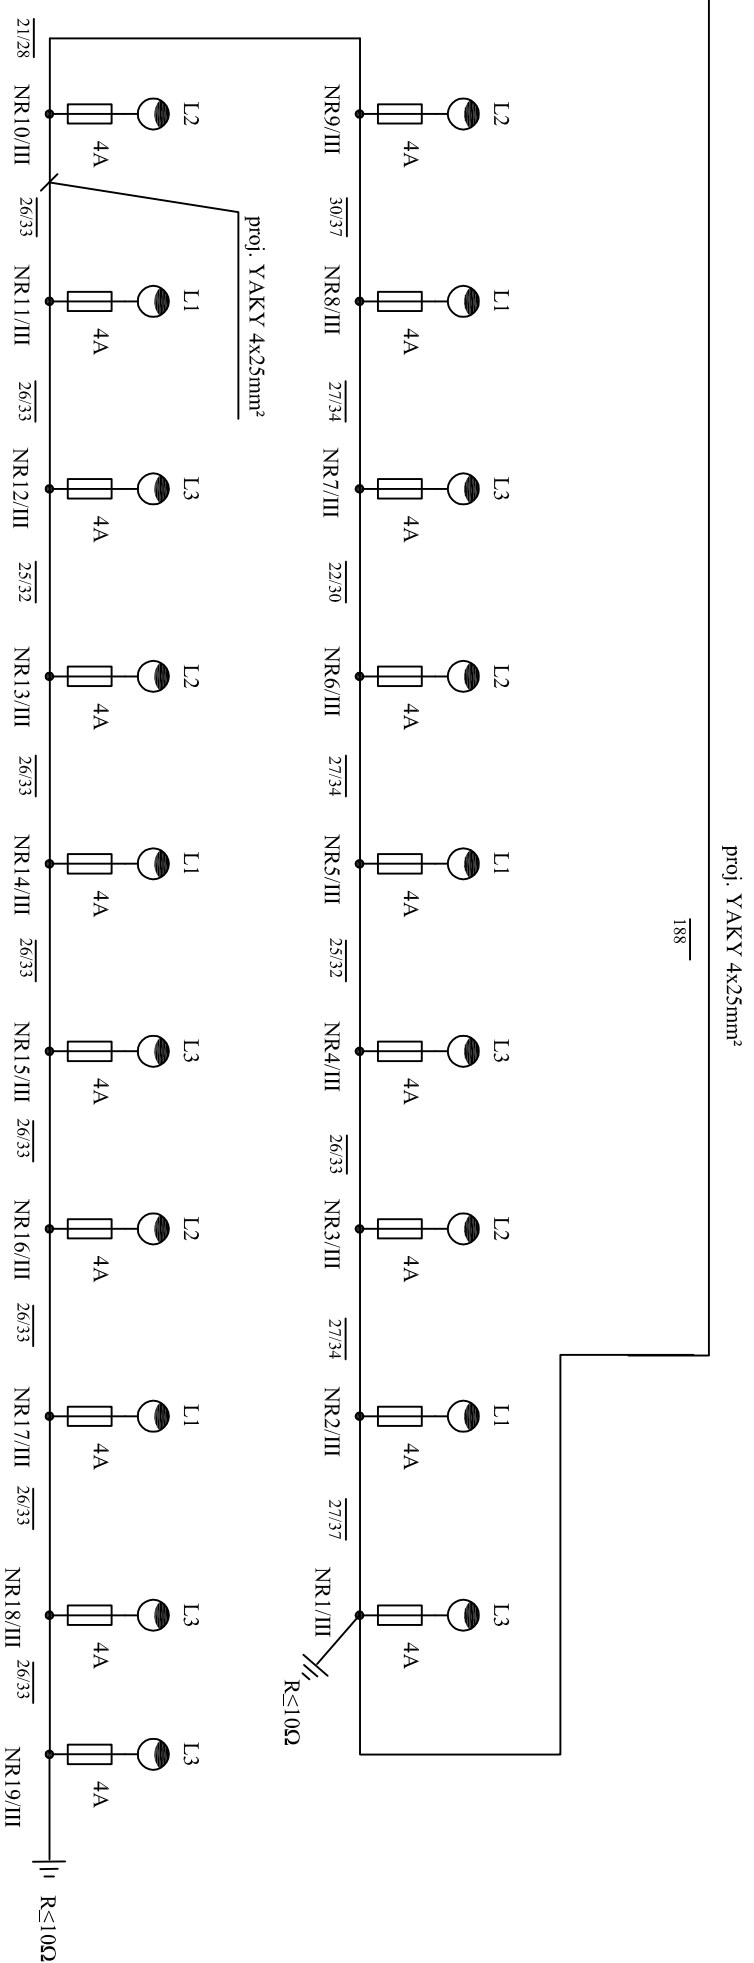 proj. YAKY 4x25mm²
188
L2 L1 L3 L2 L1 L3 L2 L1 L3
4A 4A 4A 4A 4A 4A 4A 4A 4A
NR9/III 30/37 NR8/III 27/34 NR7/III 22/30 NR6/III 27/34 NR5/III 25/32 NR4/III 26/33 NR3/III 27/34 NR2/III 27/37 NR1/III
R≤10Ω
proj. YAKY 4x25mm²
L2 L1 L3 L2 L1 L3 L2 L1 L3 L3
4A 4A 4A 4A 4A 4A 4A 4A 4A 4A
21/28 NR10/III 26/33 NR11/III 26/33 NR12/III 25/32 NR13/III 26/33 NR14/III 26/33 NR15/III 26/33 NR16/III 26/33 NR17/III 26/33 NR18/III 26/33 NR19/III
R≤10Ω